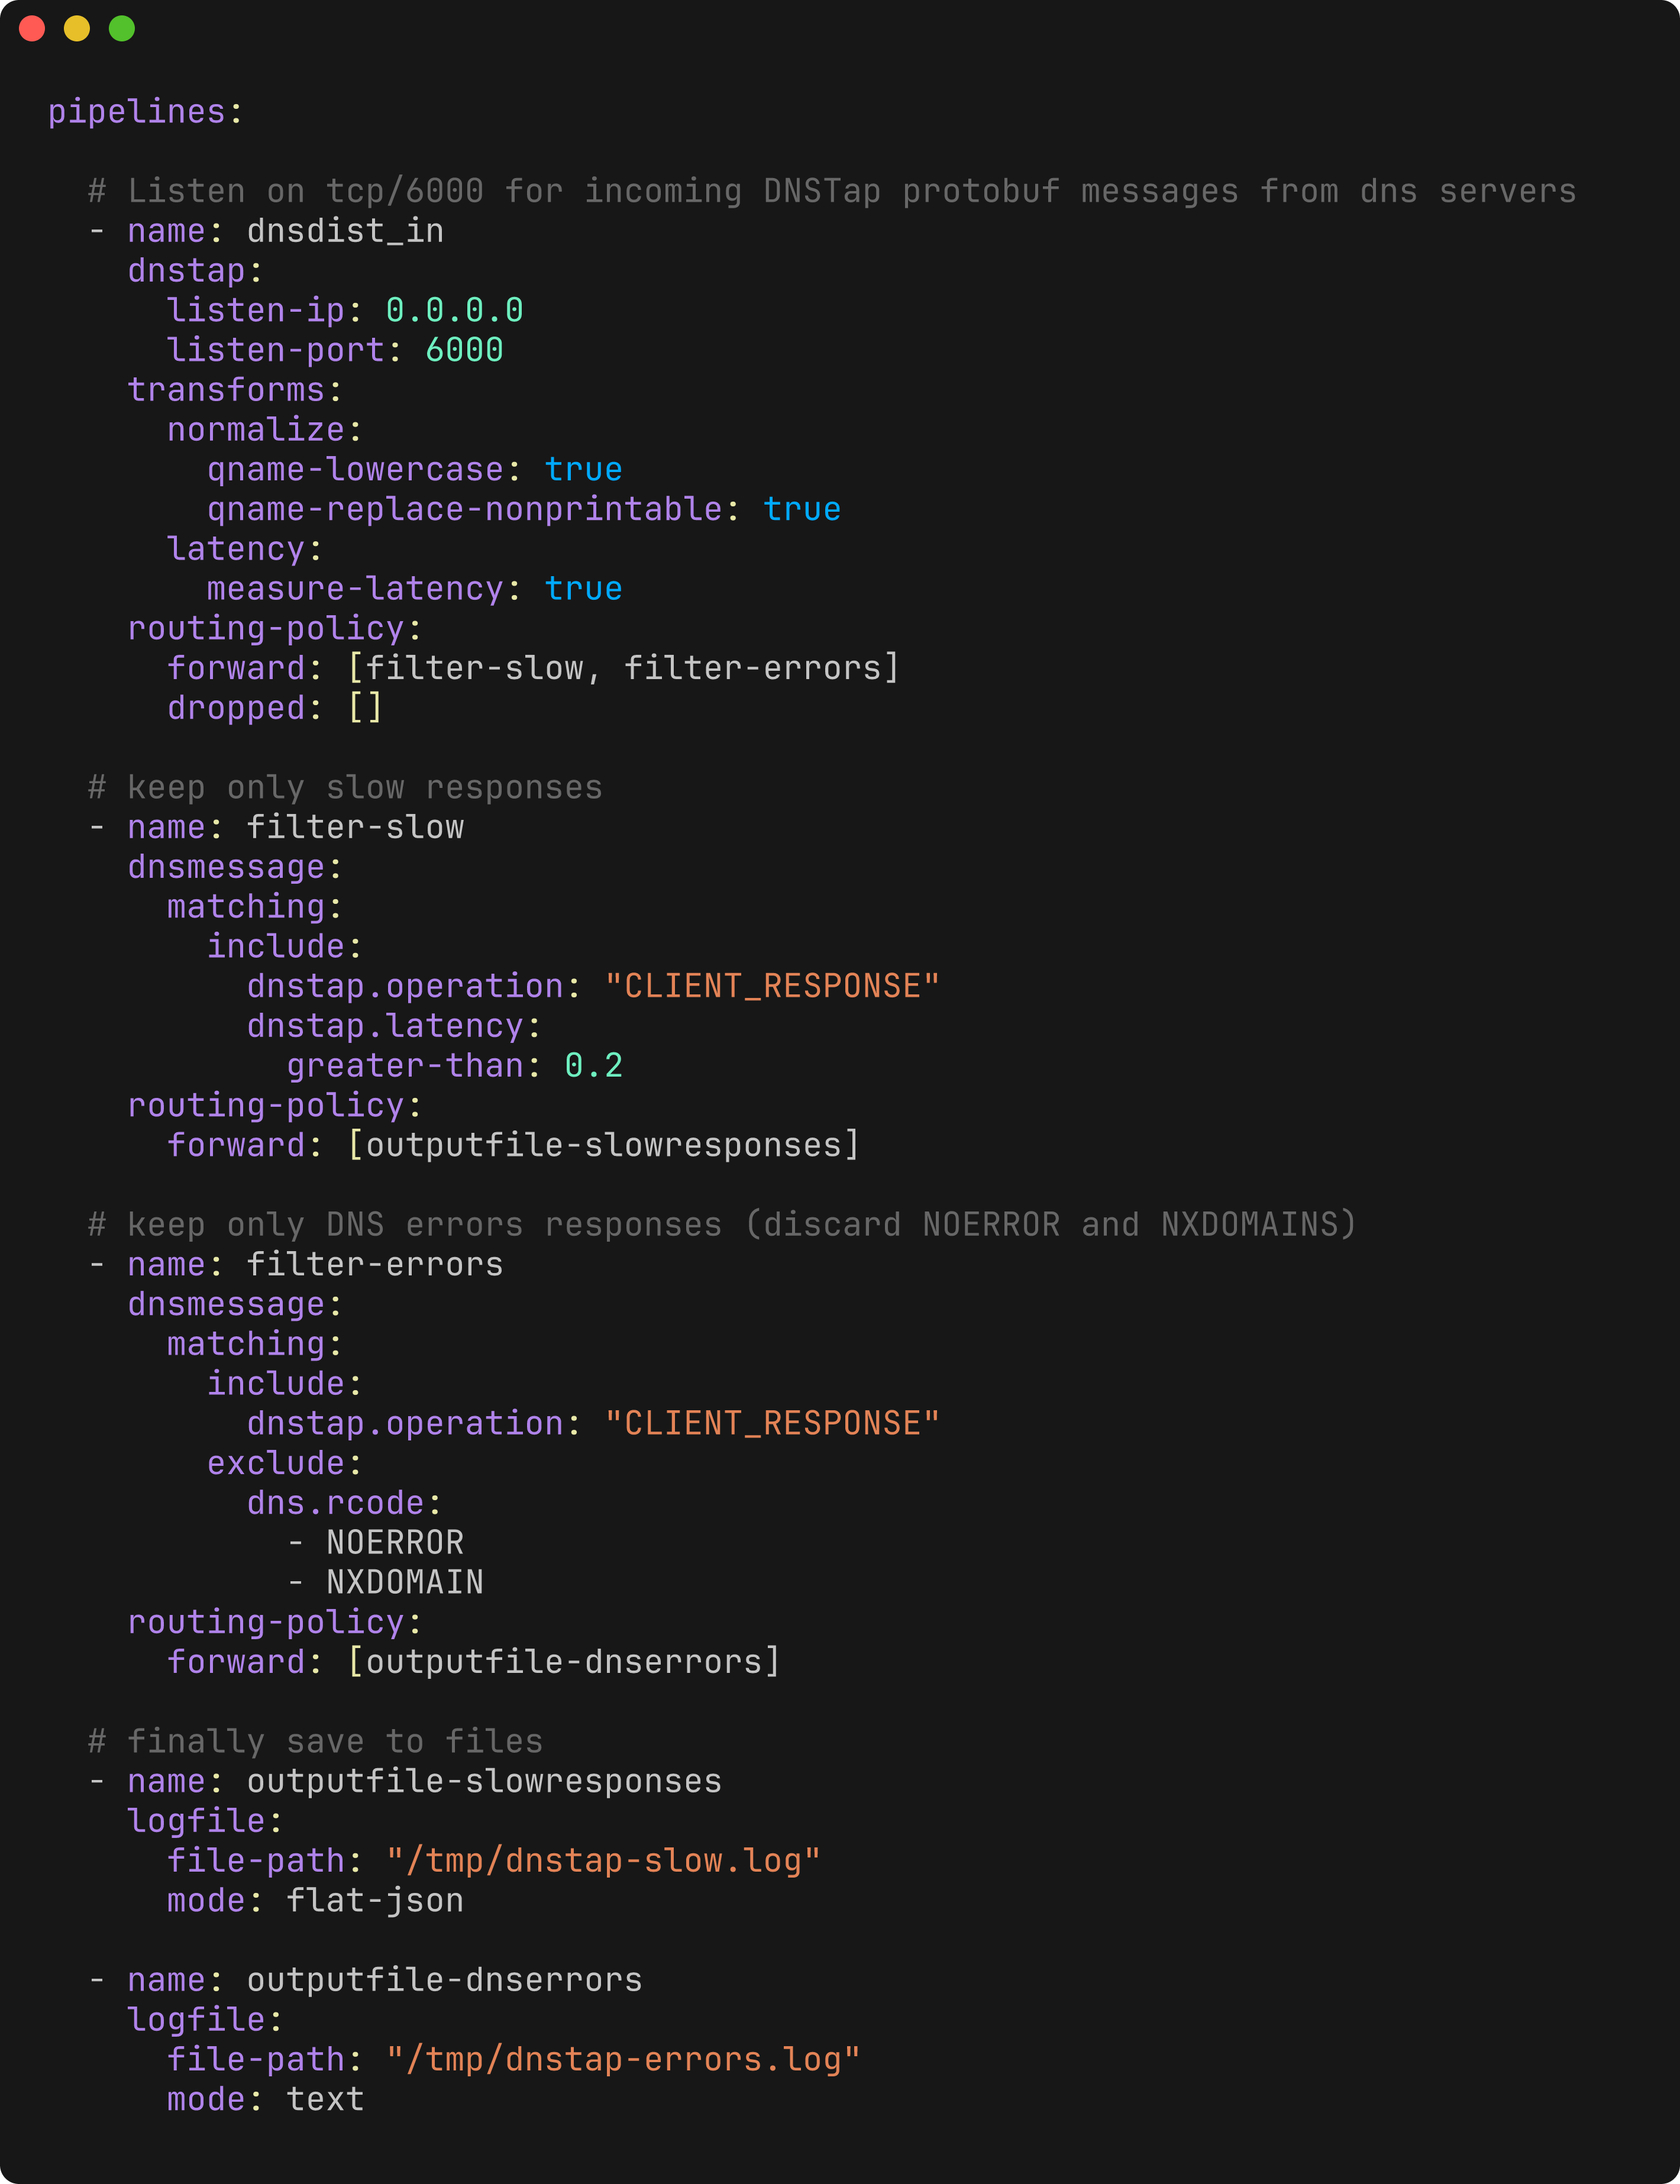 pipelines:

  # Listen on tcp/6000 for incoming DNSTap protobuf messages from dns servers
  - name: dnsdist_in
    dnstap:
      listen-ip: 0.0.0.0
      listen-port: 6000
    transforms:
      normalize:
        qname-lowercase: true
        qname-replace-nonprintable: true
      latency:
        measure-latency: true
    routing-policy:
      forward: [filter-slow, filter-errors]
      dropped: []

  # keep only slow responses
  - name: filter-slow
    dnsmessage:
      matching:
        include:
          dnstap.operation: "CLIENT_RESPONSE"
          dnstap.latency:
            greater-than: 0.2
    routing-policy:
      forward: [outputfile-slowresponses]

  # keep only DNS errors responses (discard NOERROR and NXDOMAINS)
  - name: filter-errors
    dnsmessage:
      matching:
        include:
          dnstap.operation: "CLIENT_RESPONSE"
        exclude:
          dns.rcode:
            - NOERROR
            - NXDOMAIN
    routing-policy:
      forward: [outputfile-dnserrors]

  # finally save to files
  - name: outputfile-slowresponses
    logfile:
      file-path: "/tmp/dnstap-slow.log"
      mode: flat-json

  - name: outputfile-dnserrors
    logfile:
      file-path: "/tmp/dnstap-errors.log"
      mode: text